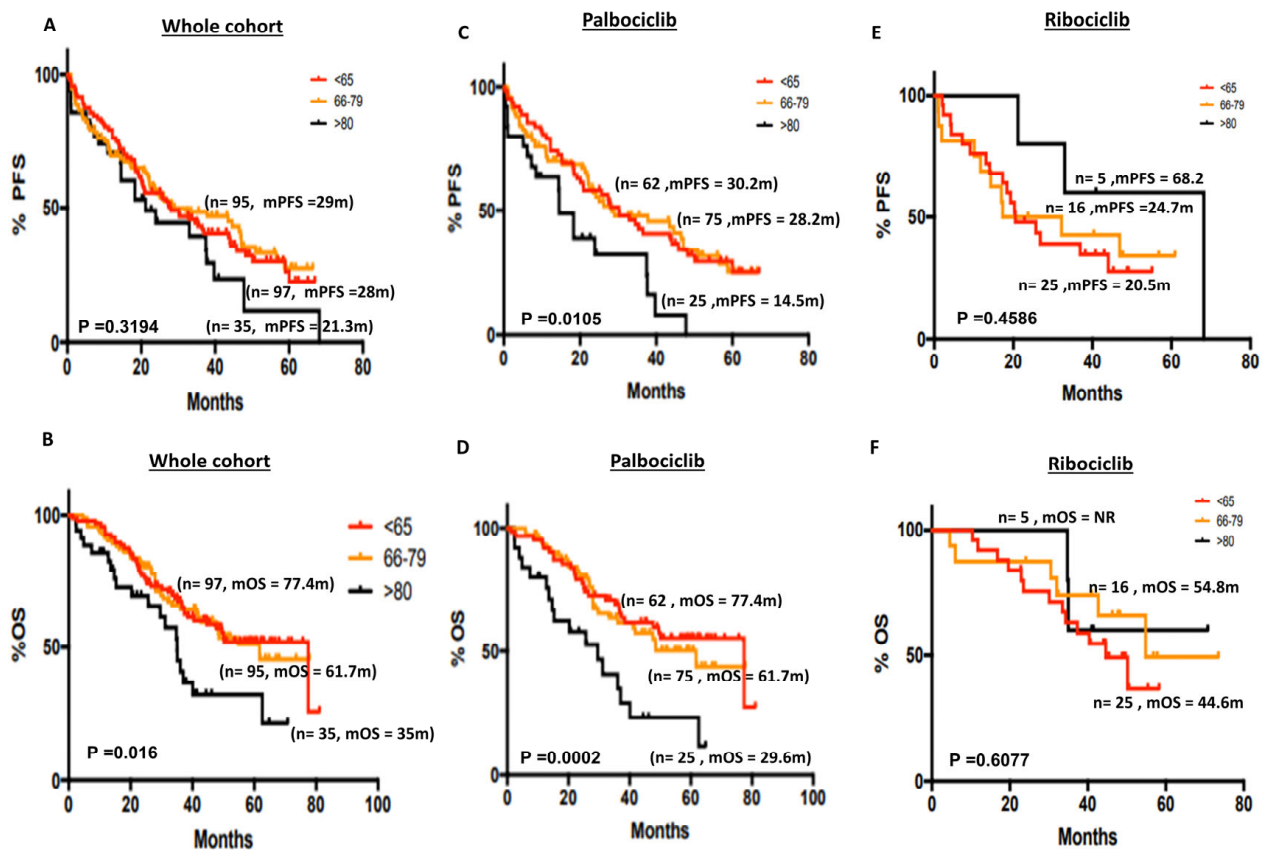 A
Whole cohort
% PFS
100
50
0
<65
66-79
>80
(n= 95, mPFS =29m)
(n= 97, mPFS =28m)
(n= 35, mPFS =21.3m)
P =0.3194
0 20 40 60 80
Months
C
Palbociclib
% PFS
100
50
0
<65
66-79
>80
(n= 62 ,mPFS = 30.2m)
(n= 75 ,mPFS = 28.2m)
(n= 25 ,mPFS = 14.5m)
P =0.0105
0 20 40 60 80
Months
E
Ribociclib
% PFS
100
50
0
<65
66-79
>80
n= 5 ,mPFS = 68.2
n= 16 ,mPFS =24.7m)
n= 25 ,mPFS = 20.5m
P =0.4586
0 20 40 60 80
Months
B
Whole cohort
%OS
100
50
0
<65
66-79
>80
(n= 97, mOS = 77.4m)
(n= 95, mOS = 61.7m)
(n= 35, mOS = 35m)
P =0.016
0 20 40 60 80 100
Months
D
Palbociclib
% OS
100
50
0
(n= 62 , mOS = 77.4m)
(n= 75 , mOS = 61.7m)
(n= 25 , mOS = 29.6m)
P =0.0002
0 20 40 60 80 100
Months
F
Ribociclib
% OS
100
50
0
<65
66-79
>80
n= 5 , mOS = NR
n= 16 , mOS = 54.8m)
n= 25 , mOS = 44.6m
P =0.6077
0 20 40 60 80
Months